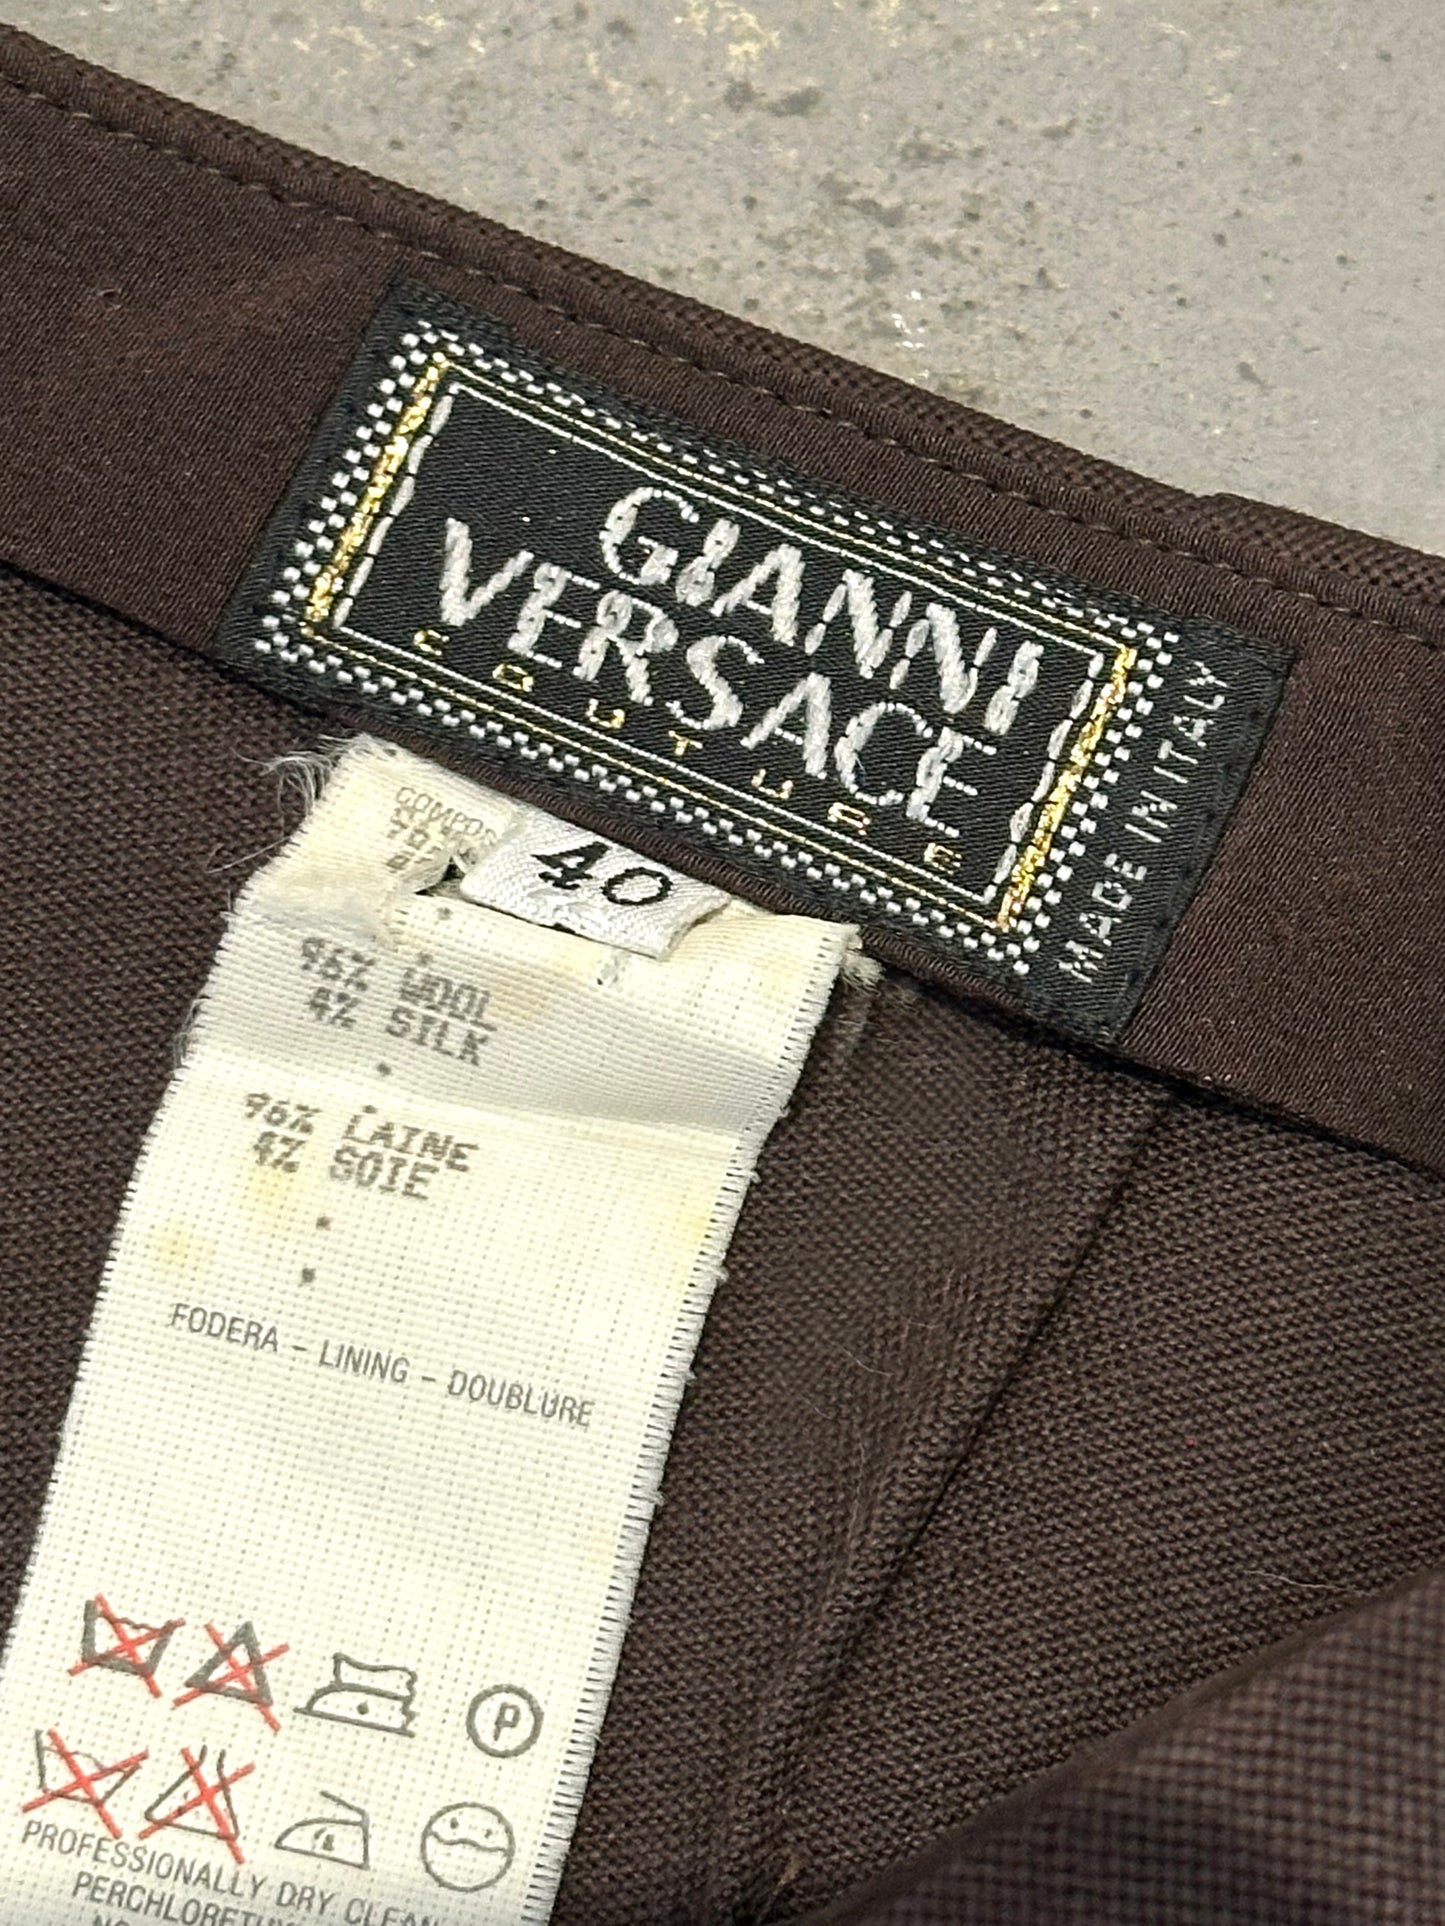 GIANNI
VERSACE
COUTURE
MADE IN ITALY
40
96% WOOL
4% SILK
96% LAINE
4% SOIE
FODERA - LINING - DOUBLURE
P
PROFESSIONALLY DRY